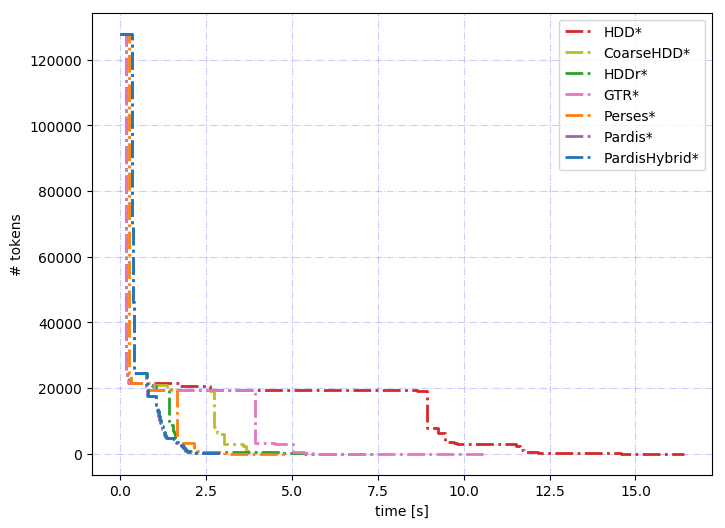 HDD*
CoarseHDD*
HDDr*
GTR*
Perses*
Pardis*
PardisHybrid*
# tokens
120000
100000
80000
60000
40000
20000
0
0.0 2.5 5.0 7.5 10.0 12.5 15.0
time [s]